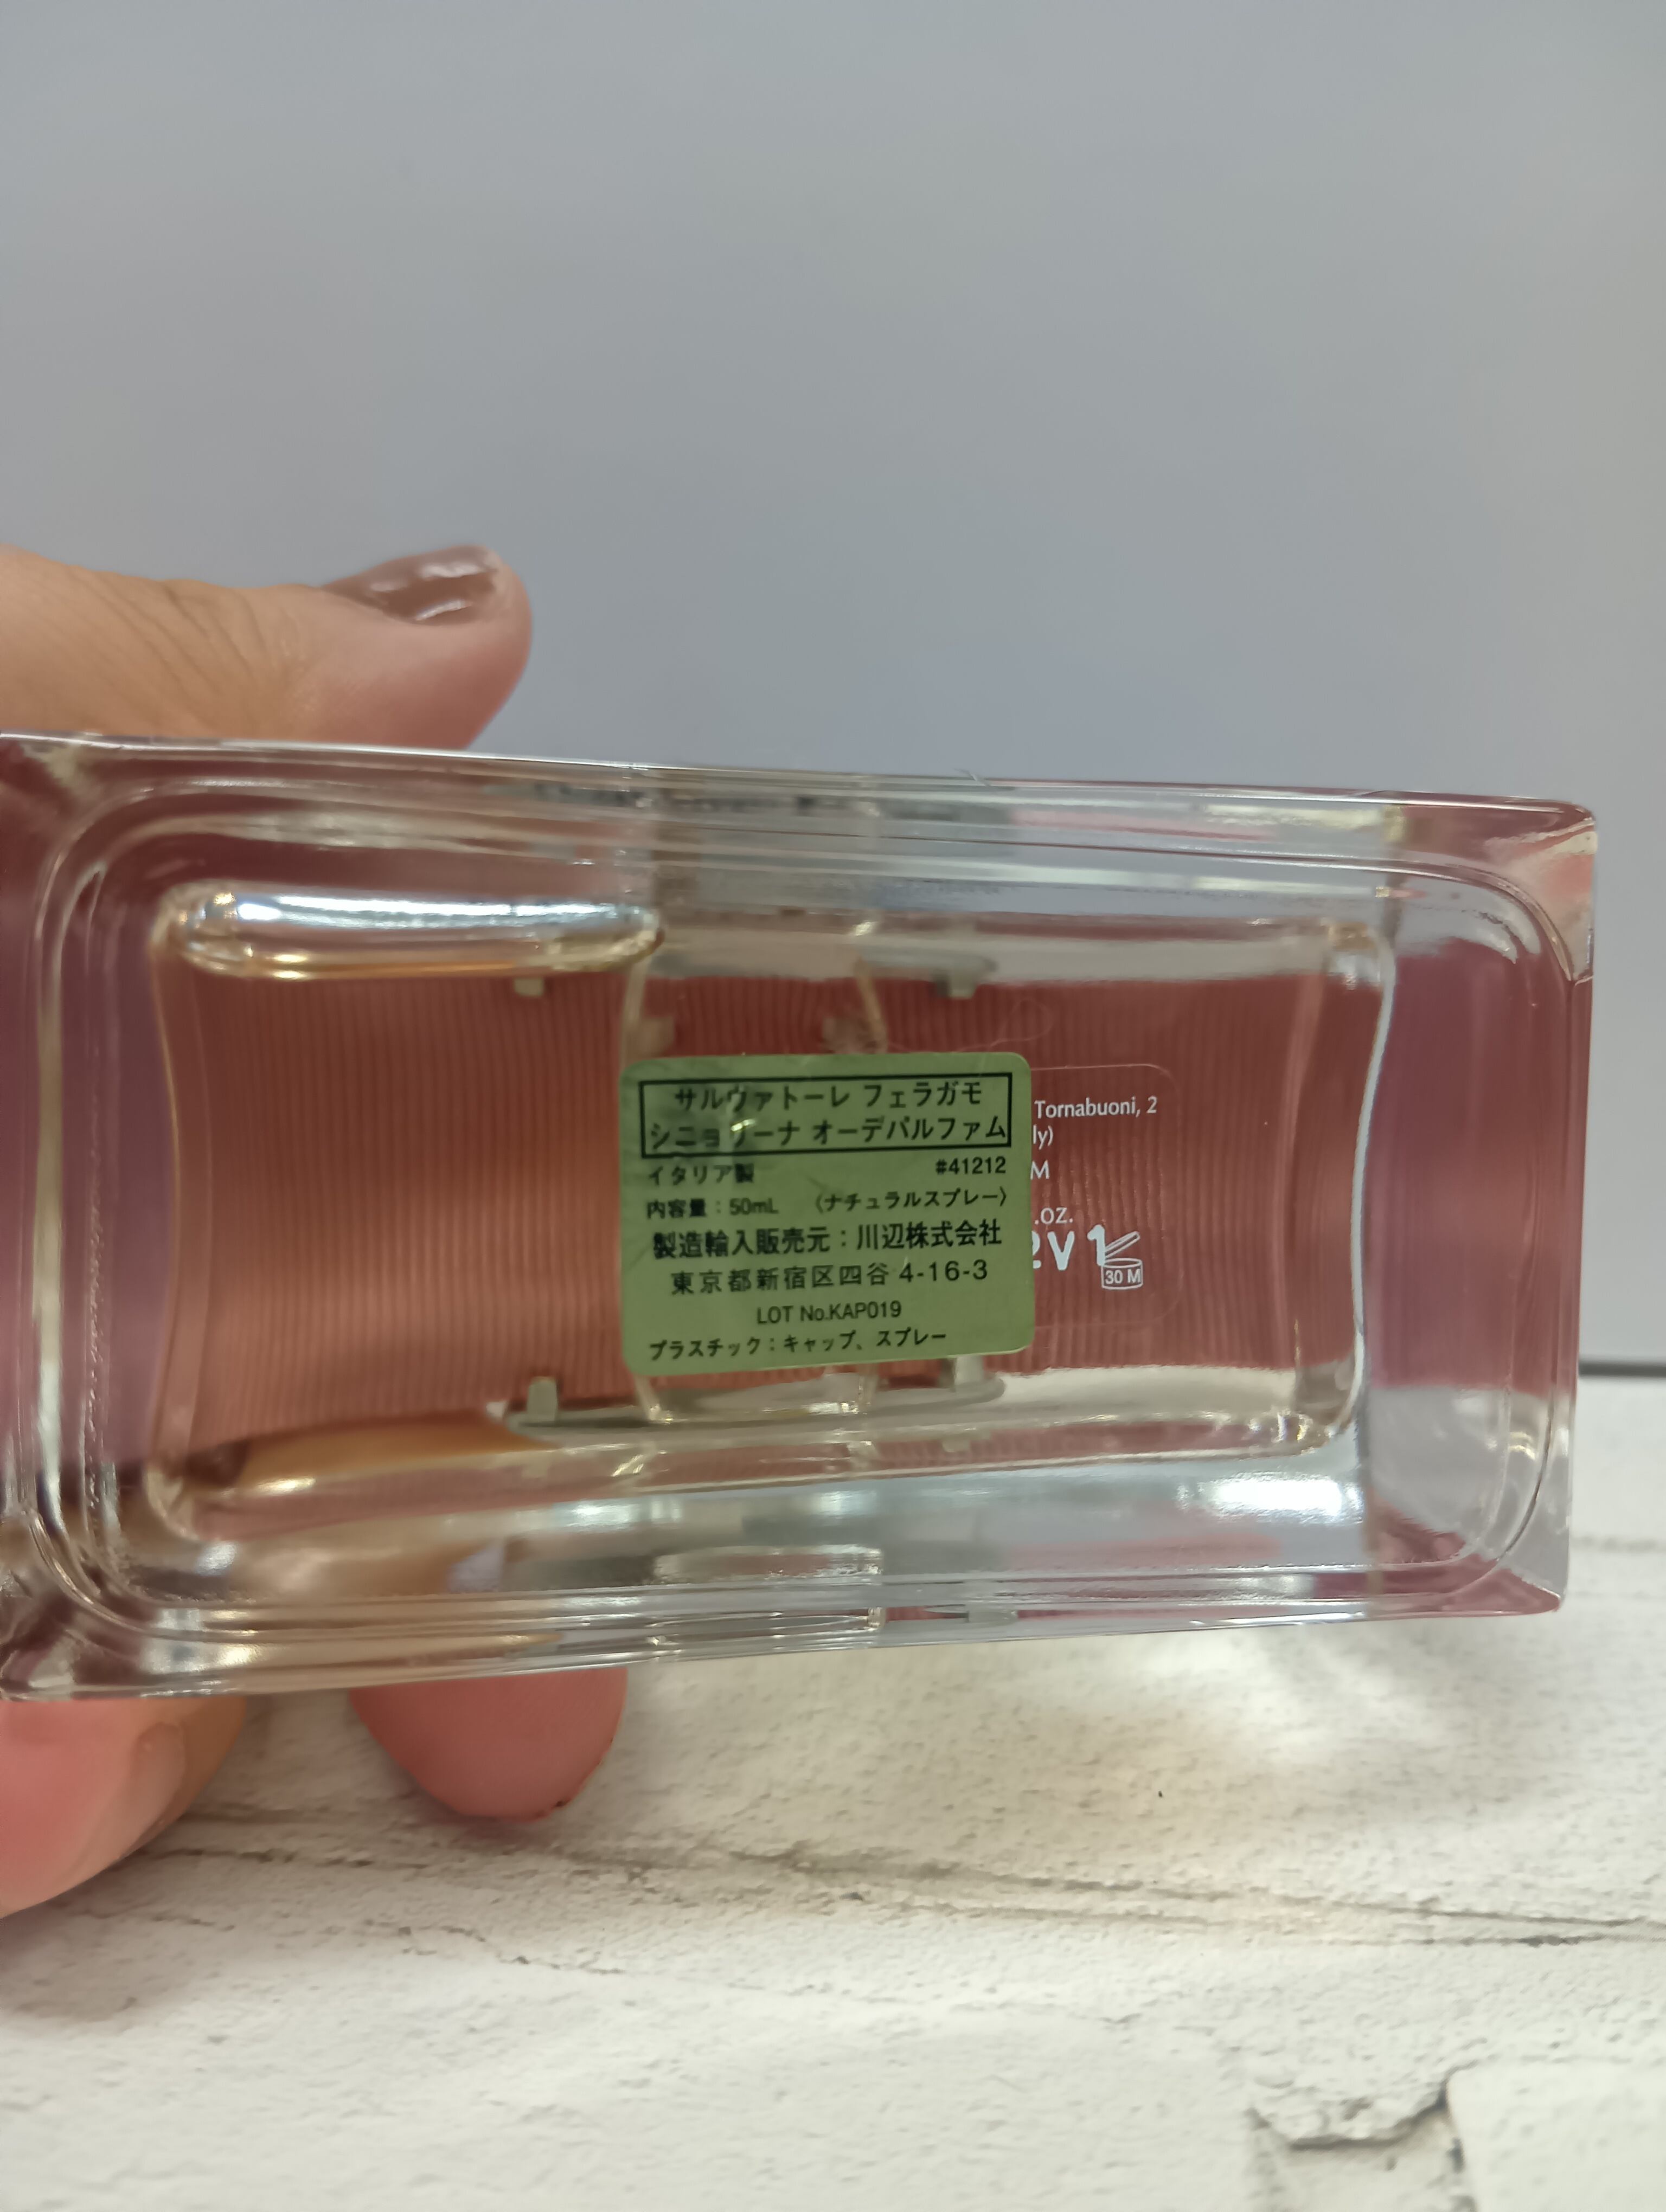 サルヴァトーレ フェラガモ
シニョリーナ オーデパルファム
イタリア製 #41212
内容量：50mL 〈ナチュラルスプレー〉
製造輸入販売元：川辺株式会社
東京都新宿区四谷 4-16-3
LOT No.KAP019
プラスチック：キャップ、スプレー
Tornabuoni, 2
ly)
M
.OZ.
2V1
30 M